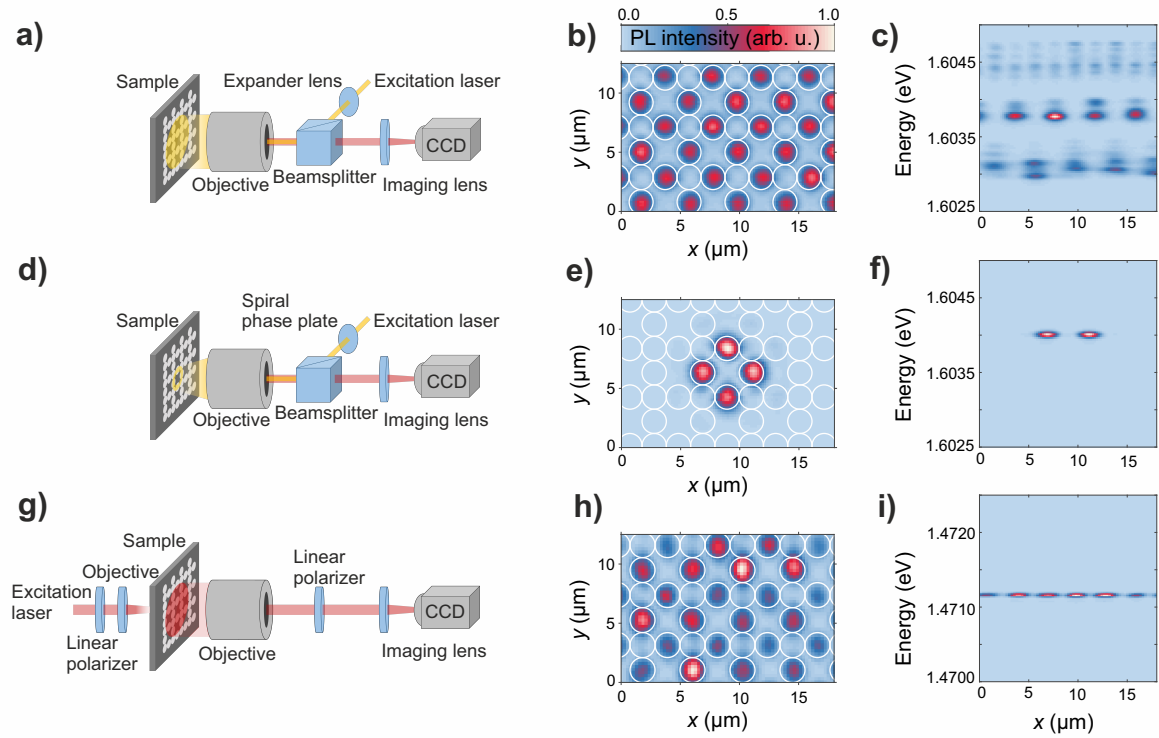 a)
Sample
Expander lens
Excitation laser
Objective
Beamsplitter
CCD
Imaging lens
b)
0.0 0.5 1.0
PL intensity (arb. u.)
y (μm)
10
5
0
0 5 10 15
x (μm)
c)
Energy (eV)
1.6045
1.6035
1.6025
0 5 10 15
d)
Sample
Spiral
phase plate
Excitation laser
Objective
Beamsplitter
CCD
Imaging lens
e)
y (μm)
10
5
0
0 5 10 15
x (μm)
f)
Energy (eV)
1.6045
1.6035
1.6025
0 5 10 15
g)
Sample
Objective
Excitation
laser
Linear
polarizer
Objective
Linear
polarizer
CCD
Imaging lens
h)
y (μm)
10
5
0
0 5 10 15
x (μm)
i)
Energy (eV)
1.4720
1.4710
1.4700
0 5 10 15
x (μm)